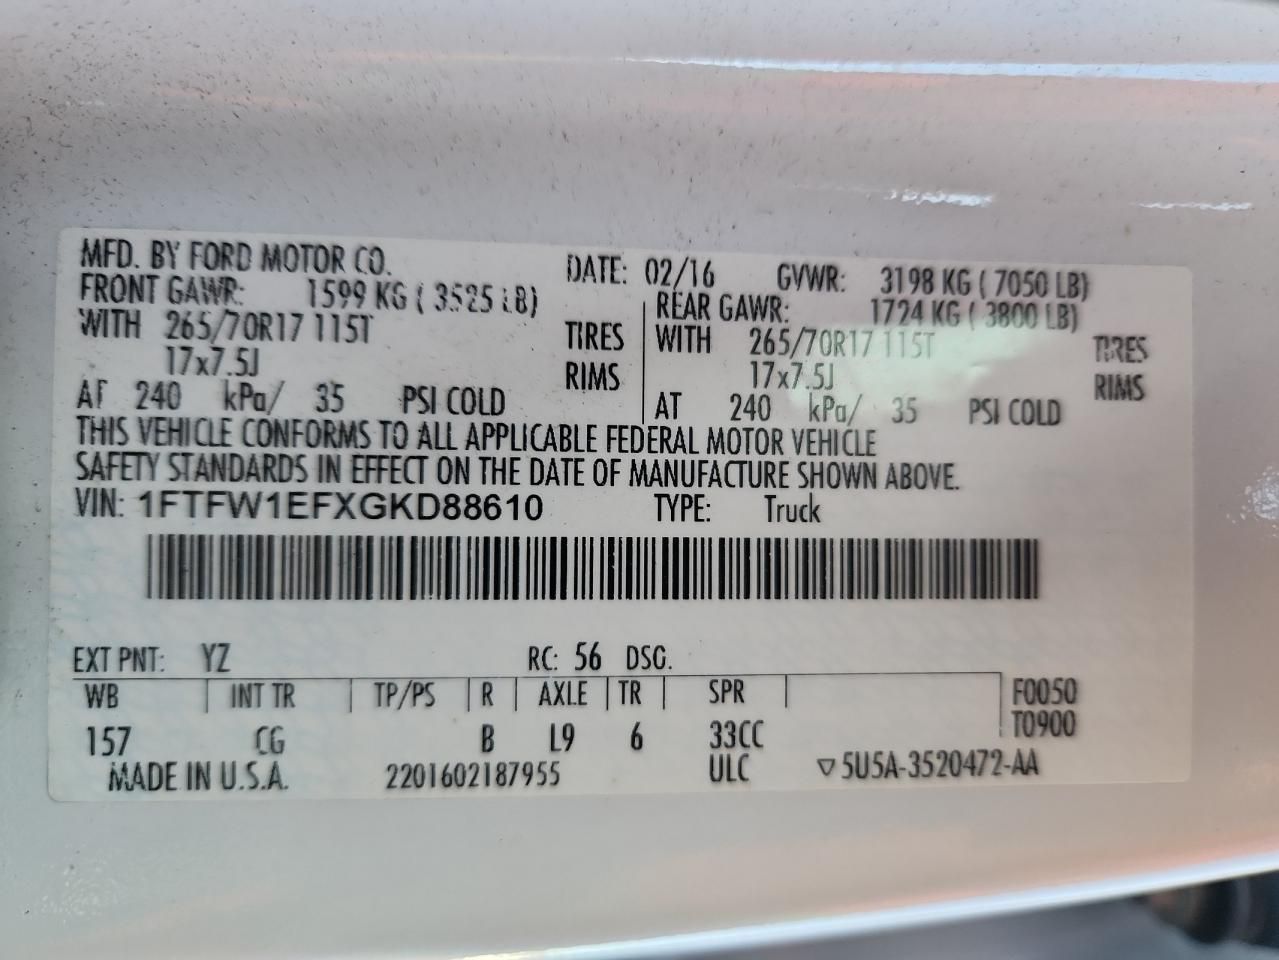 MFD. BY FORD MOTOR CO. DATE: 02/16 GVWR: 3198 KG ( 7050 LB)
FRONT GAWR: 1599 KG ( 3525 LB) REAR GAWR: 1724 KG ( 3800 LB)
WITH 265/70R17 115T TIRES WITH 265/70R17 115T TIRES
17x7.5J RIMS 17x7.5J RIMS
AT 240 kPa/ 35 PSI COLD AT 240 kPa/ 35 PSI COLD
THIS VEHICLE CONFORMS TO ALL APPLICABLE FEDERAL MOTOR VEHICLE
SAFETY STANDARDS IN EFFECT ON THE DATE OF MANUFACTURE SHOWN ABOVE.
VIN: 1FTFW1EFXGKD88610 TYPE: Truck
EXT PNT: YZ RC: 56 DSO:
WB INT TR TP/PS R AXLE TR SPR F0050
157 CG B L9 6 33CC T0900
MADE IN U.S.A. 2201602187955 ULC ▽5U5A-3520472-AA